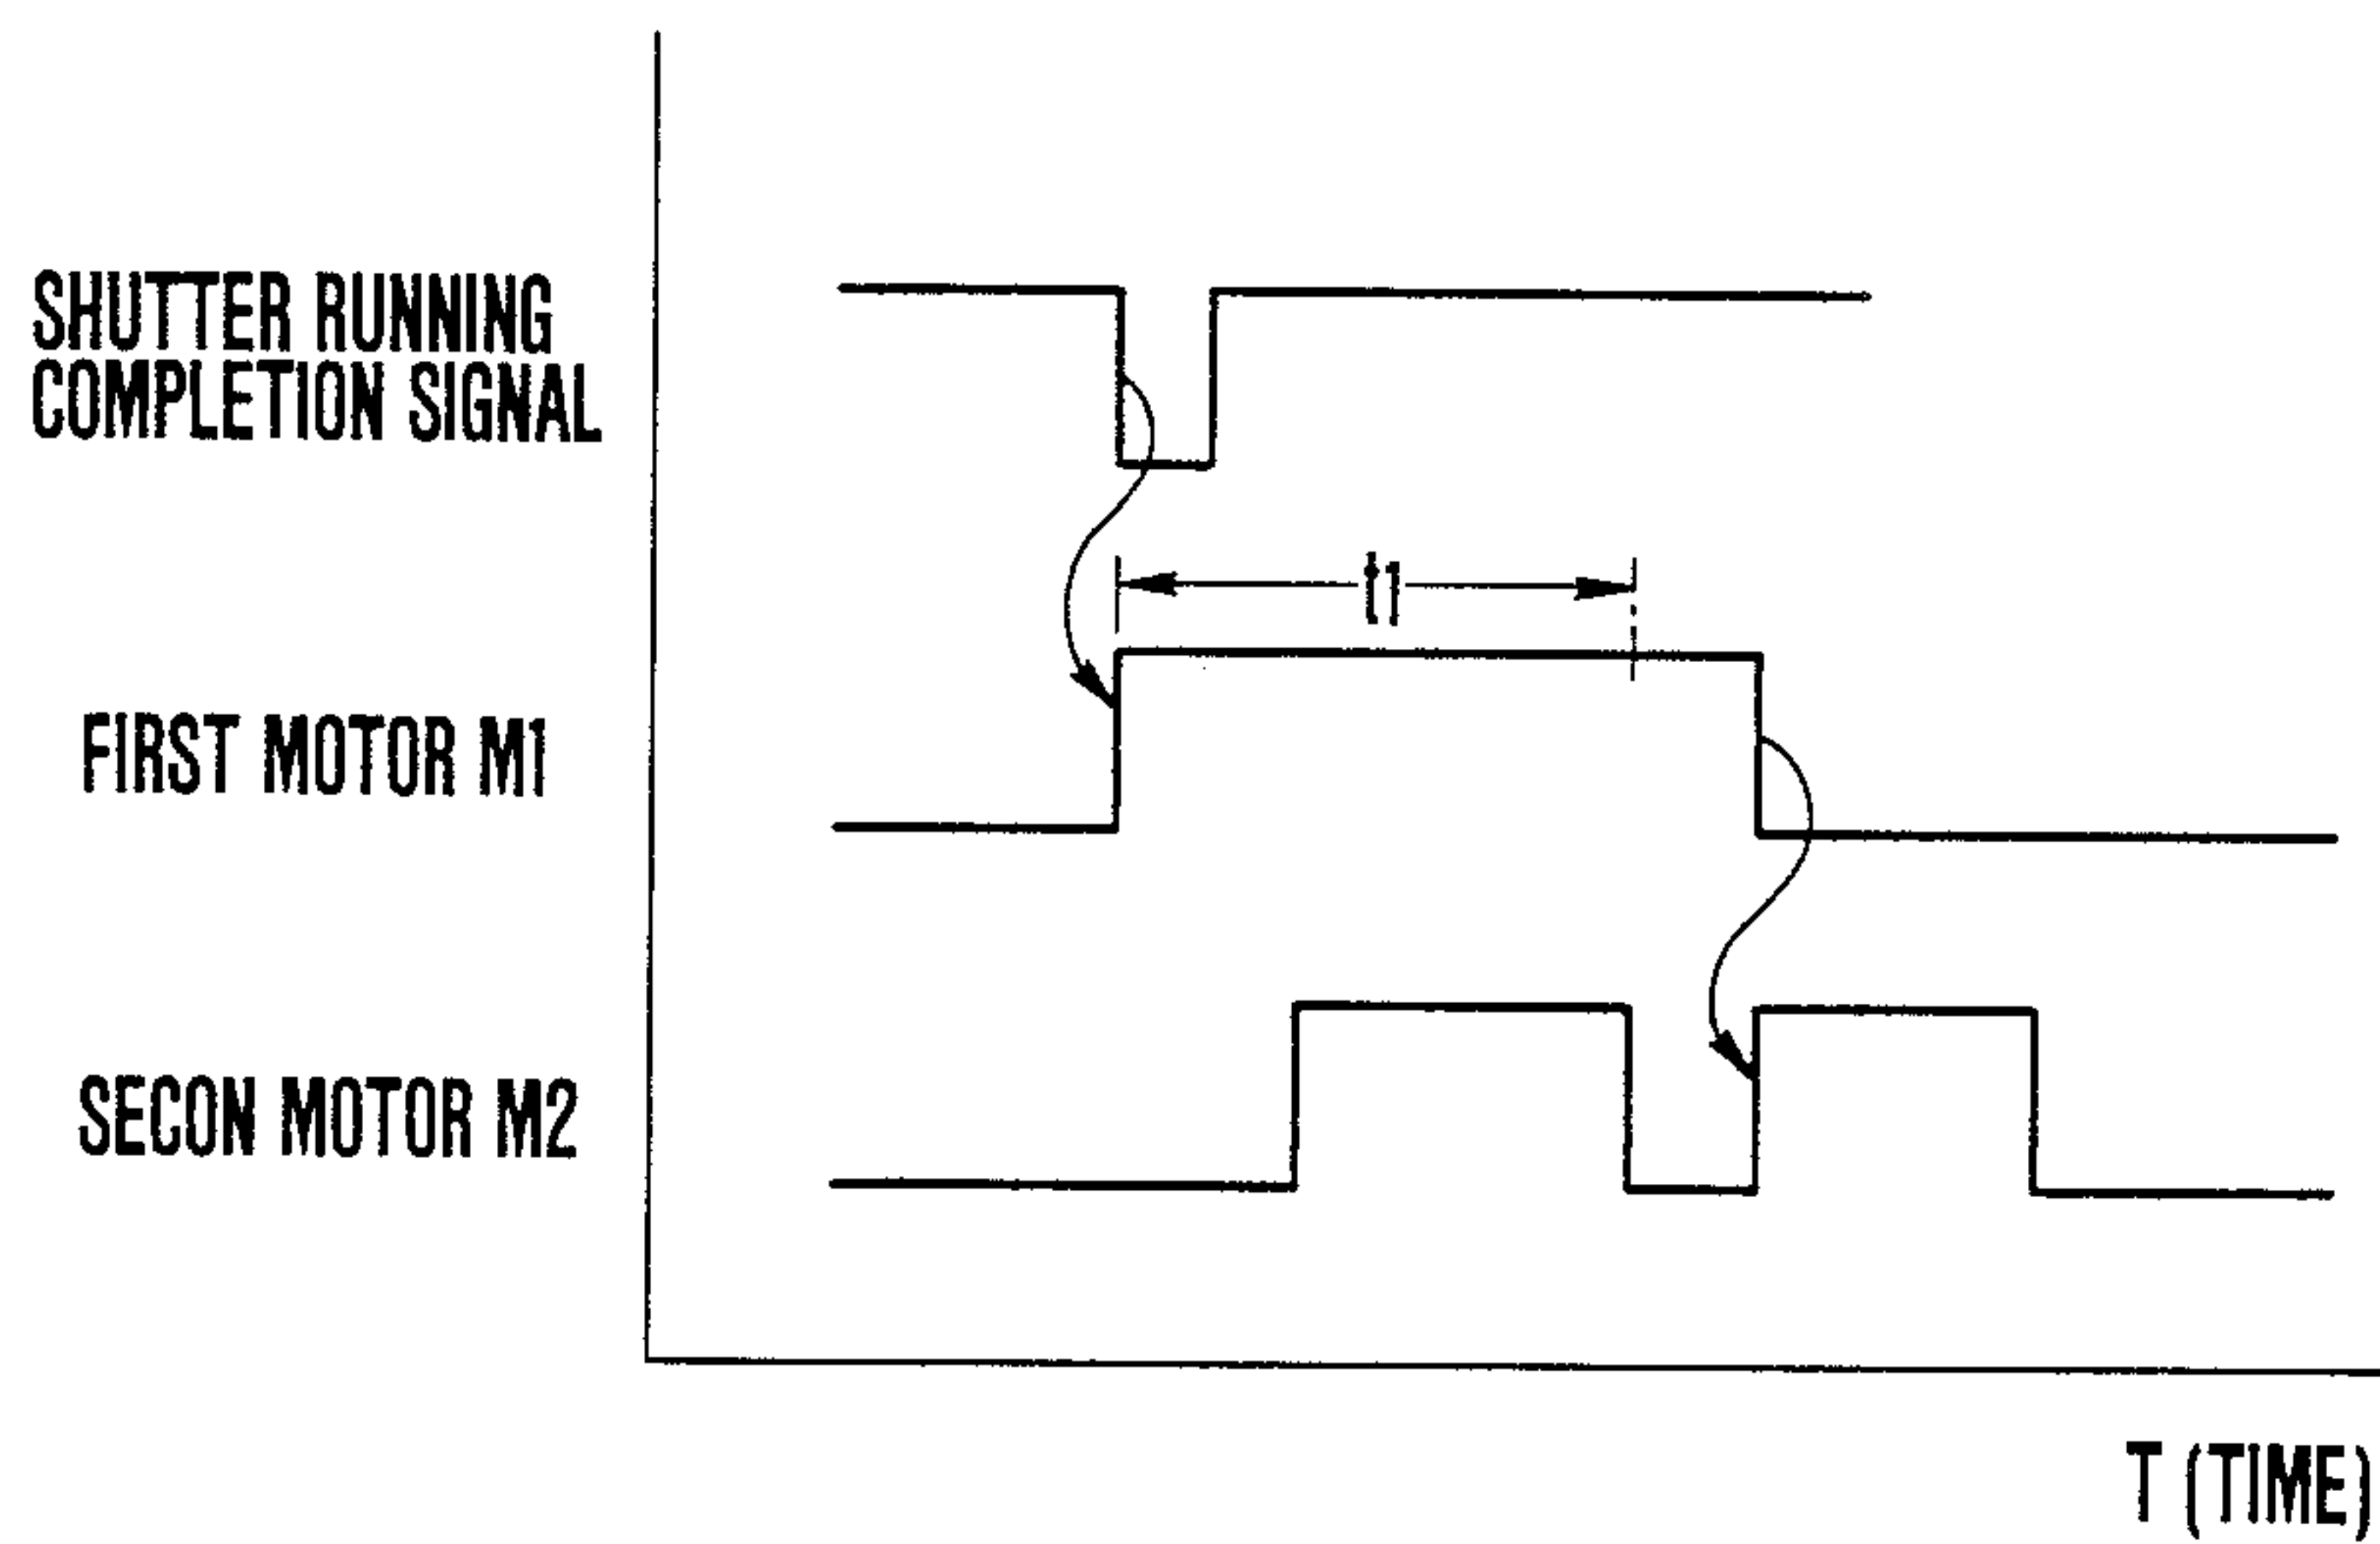 SHUTTER RUNNING
COMPLETION SIGNAL
t1
FIRST MOTOR M1
SECON MOTOR M2
T (TIME)